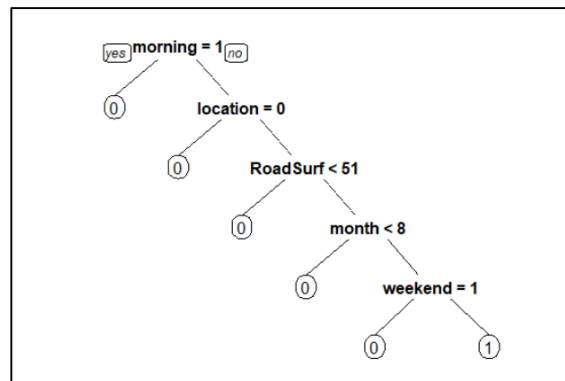 yes morning = 1 no
0 location = 0
0 RoadSurf < 51
0 month < 8
0 weekend = 1
0 1